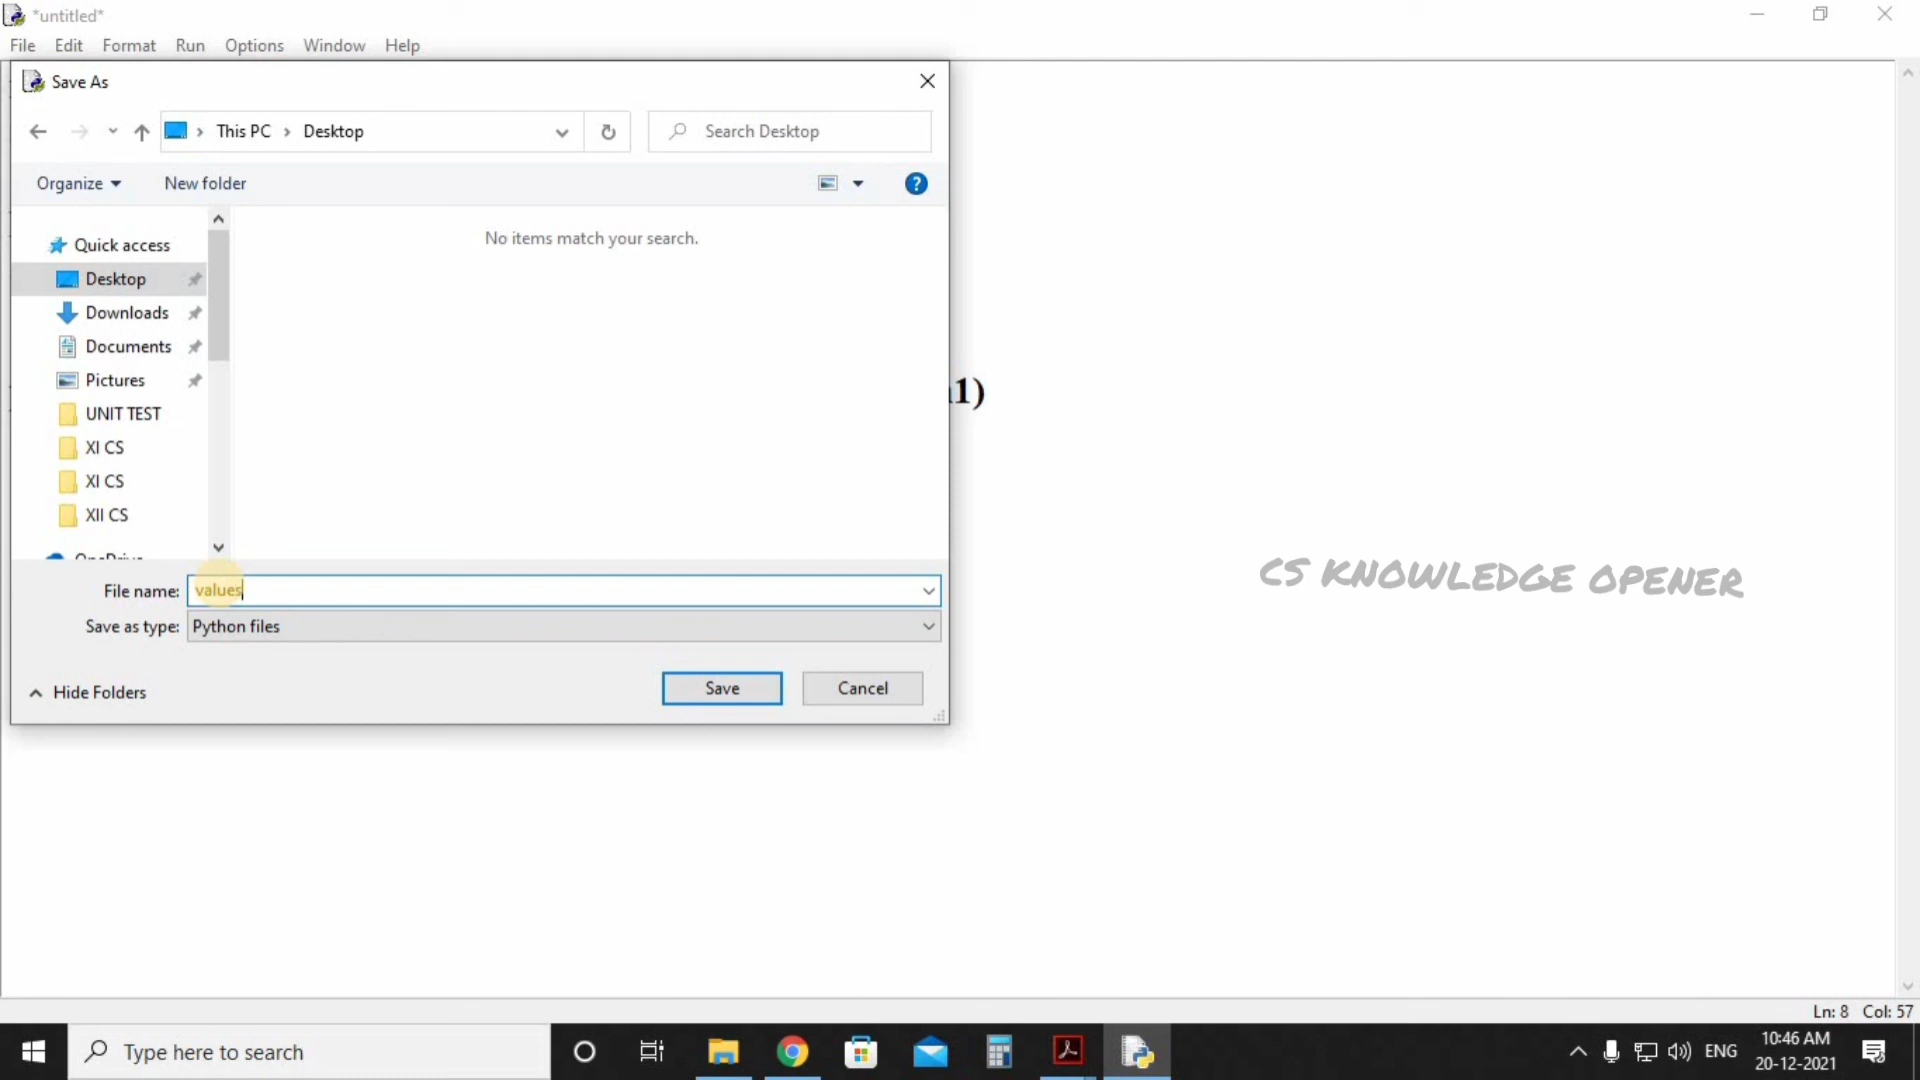 *untitled*
File Edit Format Run Options Window Help
Save As
This PC Desktop
Search Desktop
Organize New folder
No items match your search.
Quick access
Desktop
Downloads
Documents
Pictures
UNIT TEST
XI CS
XI CS
XII CS
OneDrive
1)
CS KNOWLEDGE OPENER
File name: values
Save as type: Python files
Hide Folders
Save Cancel
Ln: 8 Col: 57
Type here to search
ENG
10:46 AM
20-12-2021